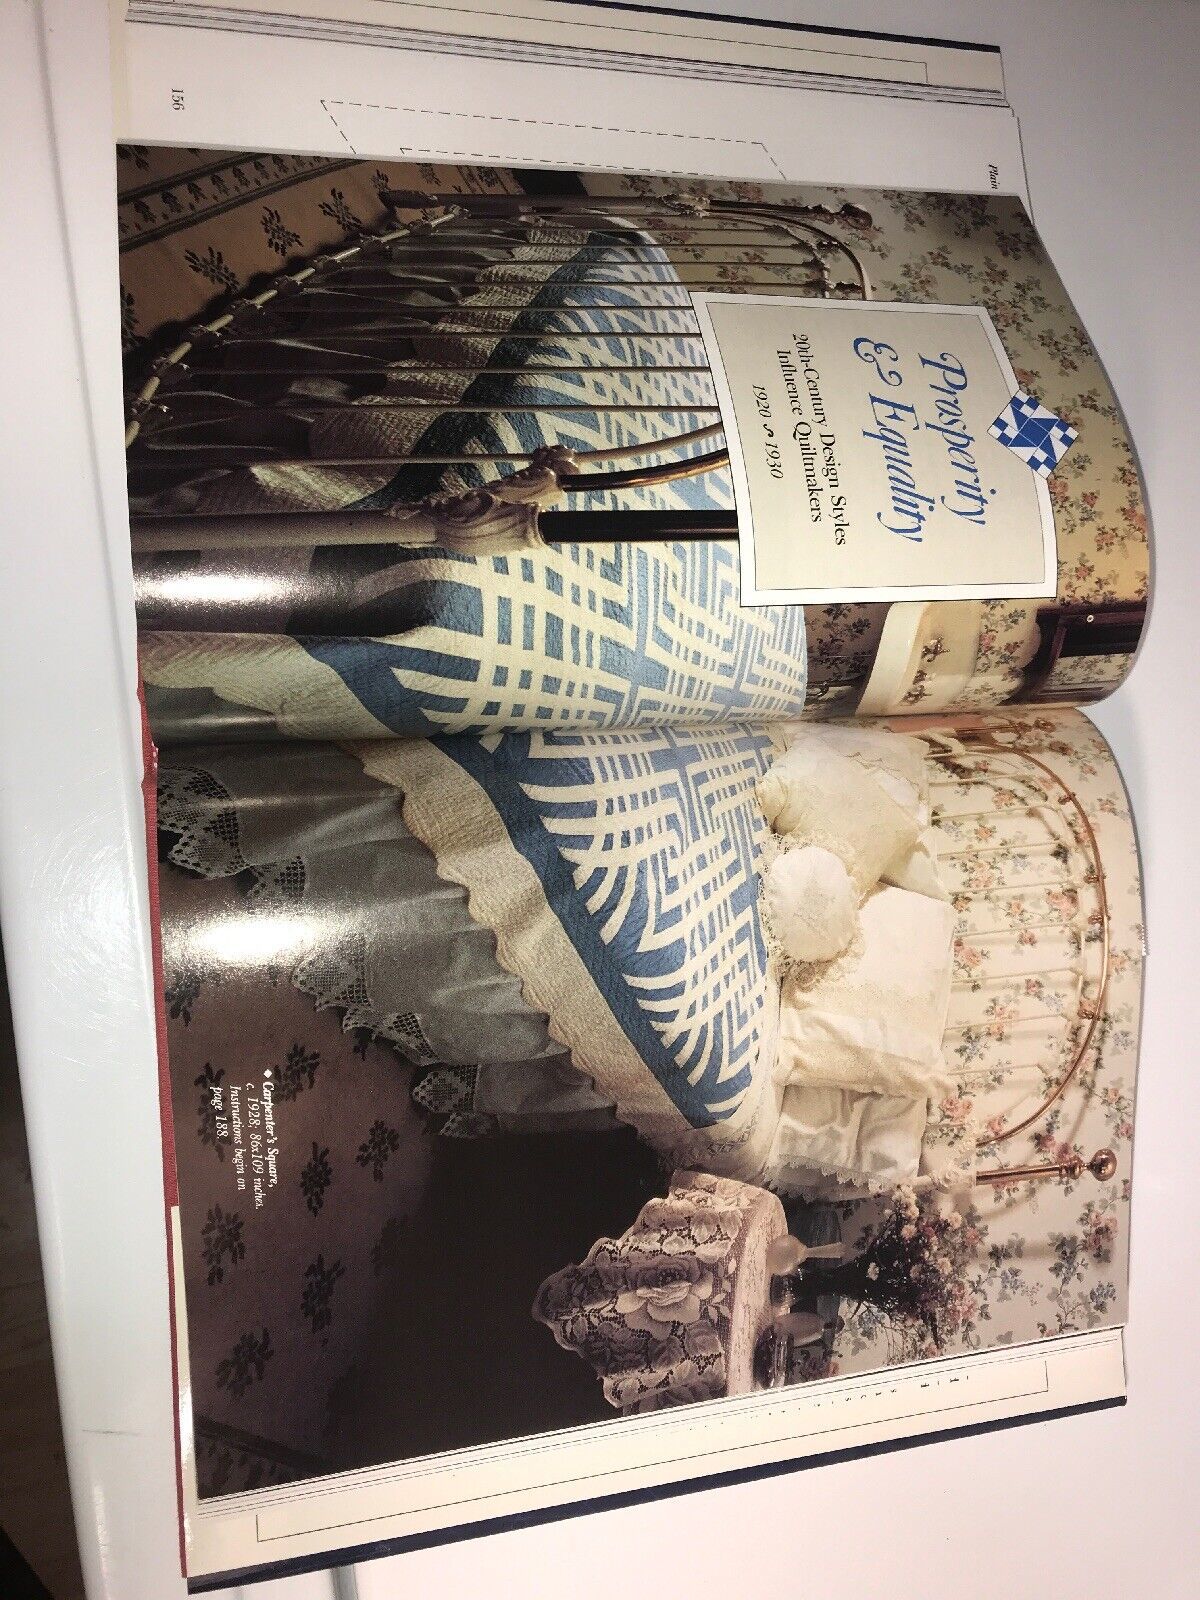 156
Plain
Prosperity
& Equality
20th-Century Design Styles
Influence Quiltmakers
1920 1930
◆ Carpenter's Square,
c. 1928; 86x109 inches.
Instructions begin on
page 188.